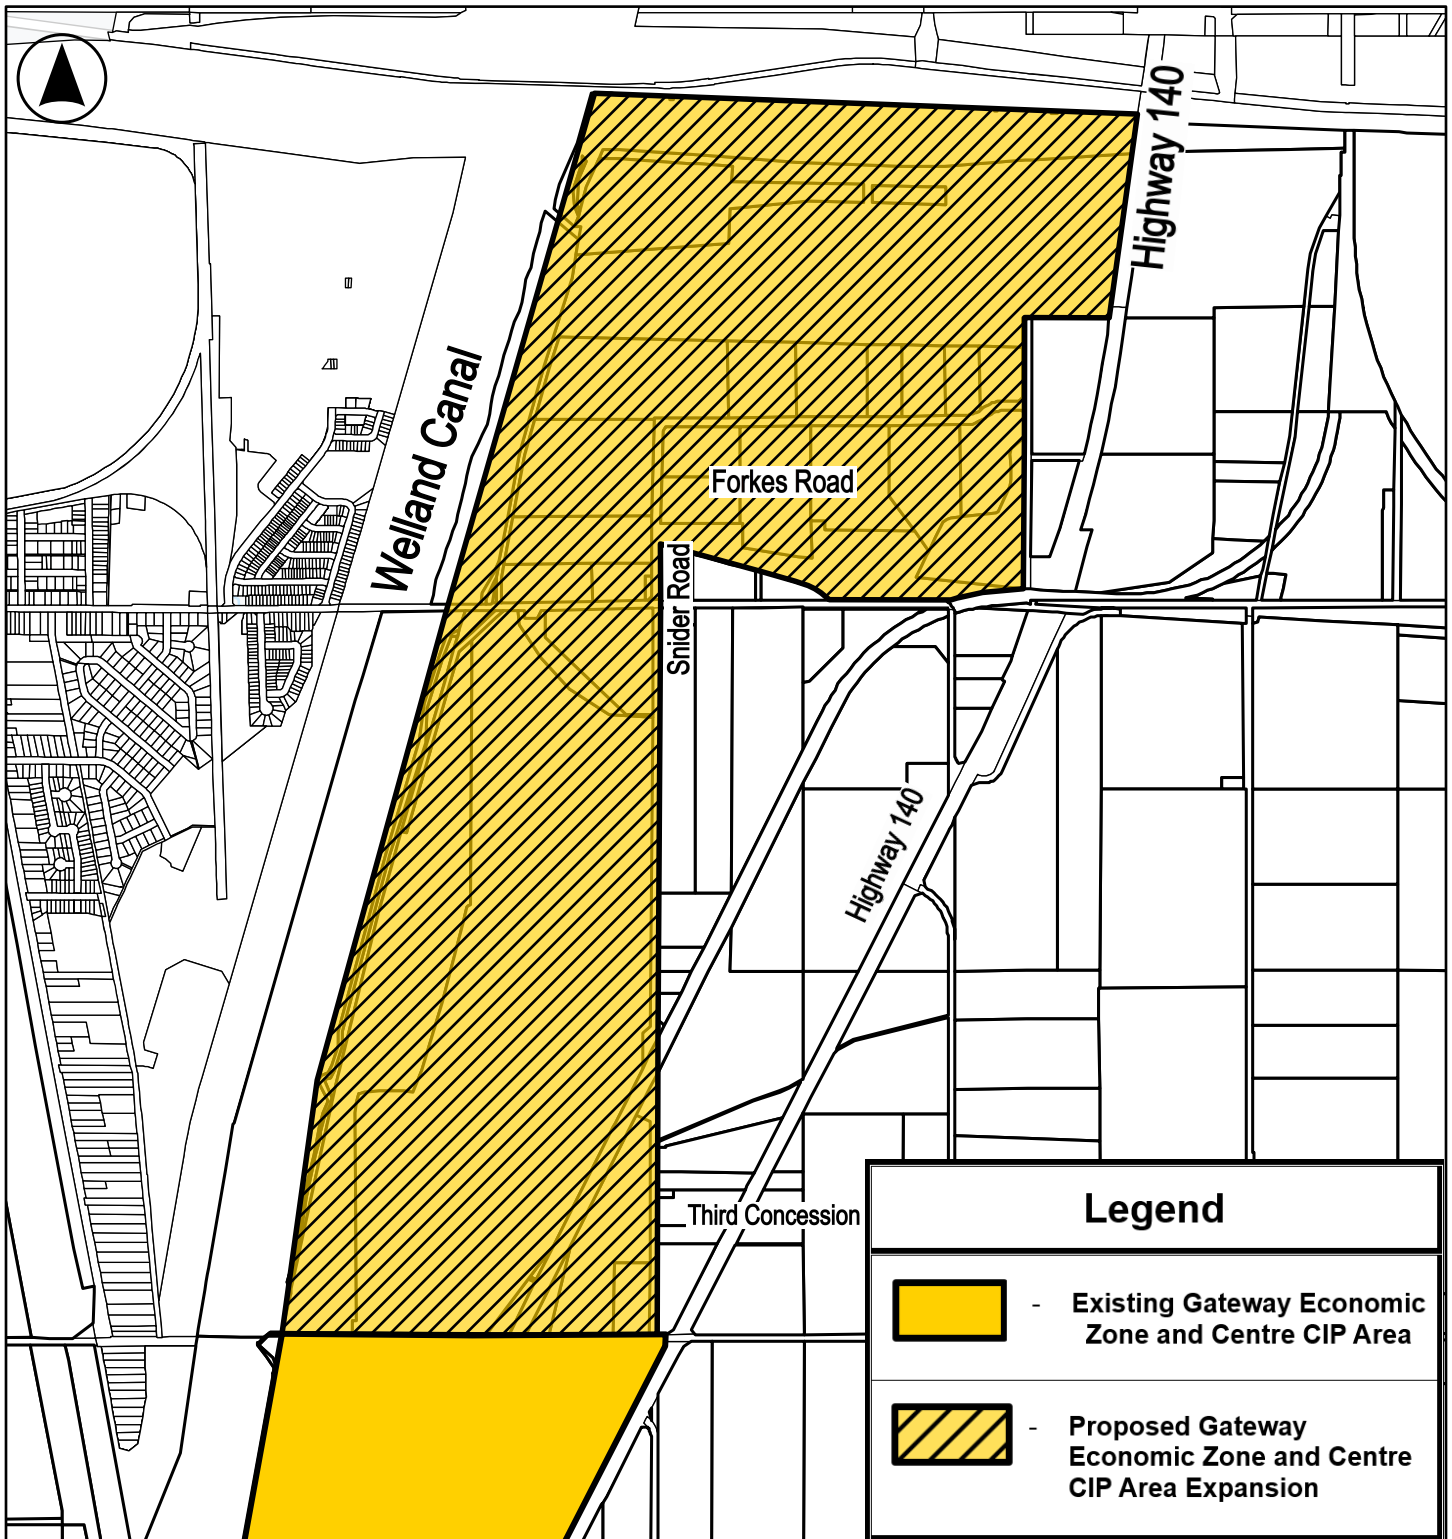 Highway 140
Welland Canal
Forkes Road
Snider Road
Highway 140
Third Concession
Legend
- Existing Gateway Economic
Zone and Centre CIP Area
- Proposed Gateway
Economic Zone and Centre
CIP Area Expansion